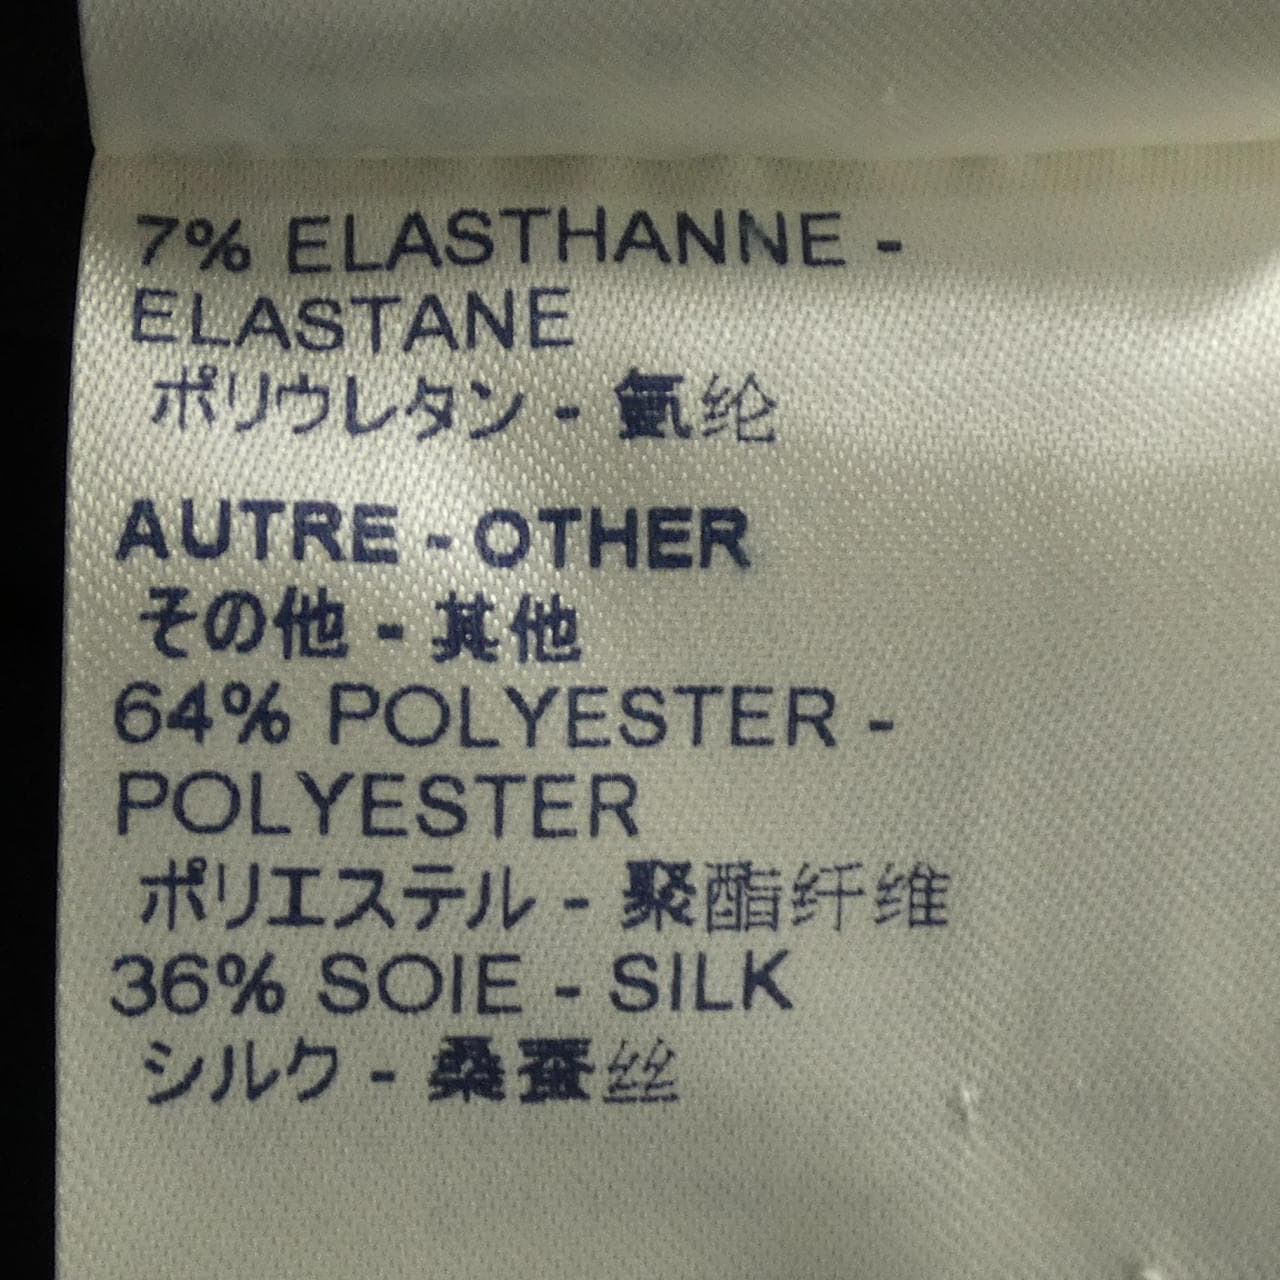 7% ELASTHANNE -
ELASTANE
ポリウレタン - 氨纶
AUTRE - OTHER
その他 - 其他
64% POLYESTER -
POLYESTER
ポリエステル - 聚酯纤维
36% SOIE - SILK
シルク - 桑蚕丝